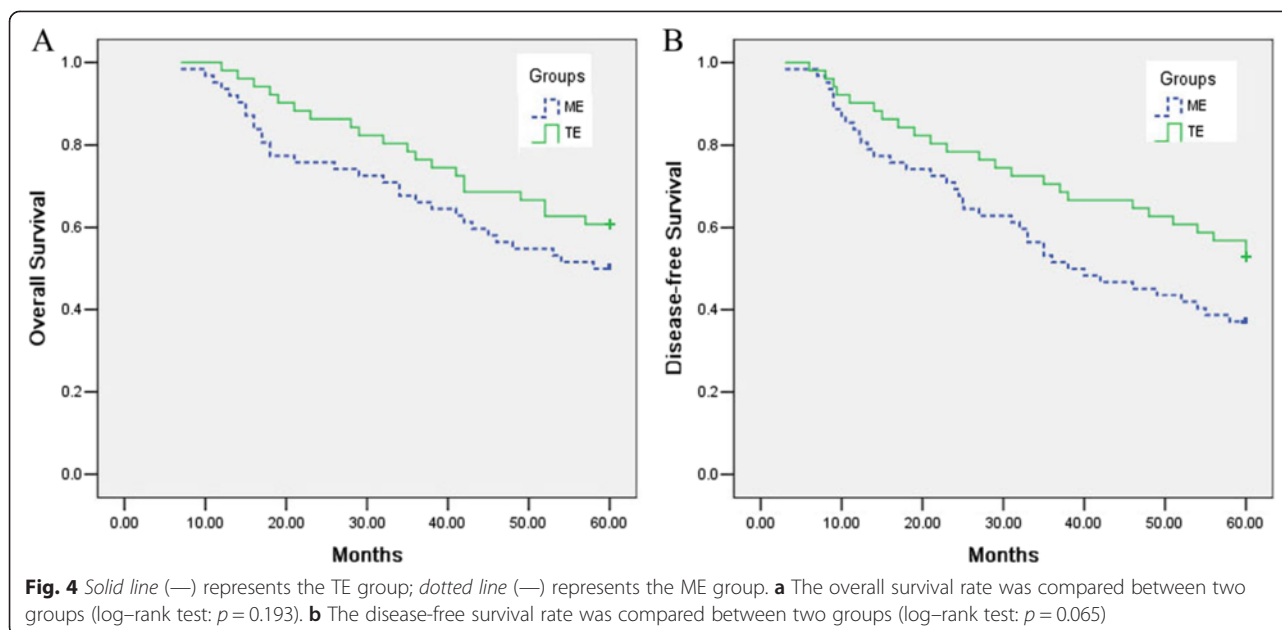 A
Overall Survival
1.0
0.8
0.6
0.4
0.2
0.0
0.00 10.00 20.00 30.00 40.00 50.00 60.00
Months
Groups
ME
TE
B
Disease-free Survival
1.0
0.8
0.6
0.4
0.2
0.0
0.00 10.00 20.00 30.00 40.00 50.00 60.00
Months
Groups
ME
TE
Fig. 4 Solid line (—) represents the TE group; dotted line (—) represents the ME group. a The overall survival rate was compared between two
groups (log–rank test: p = 0.193). b The disease-free survival rate was compared between two groups (log–rank test: p = 0.065)